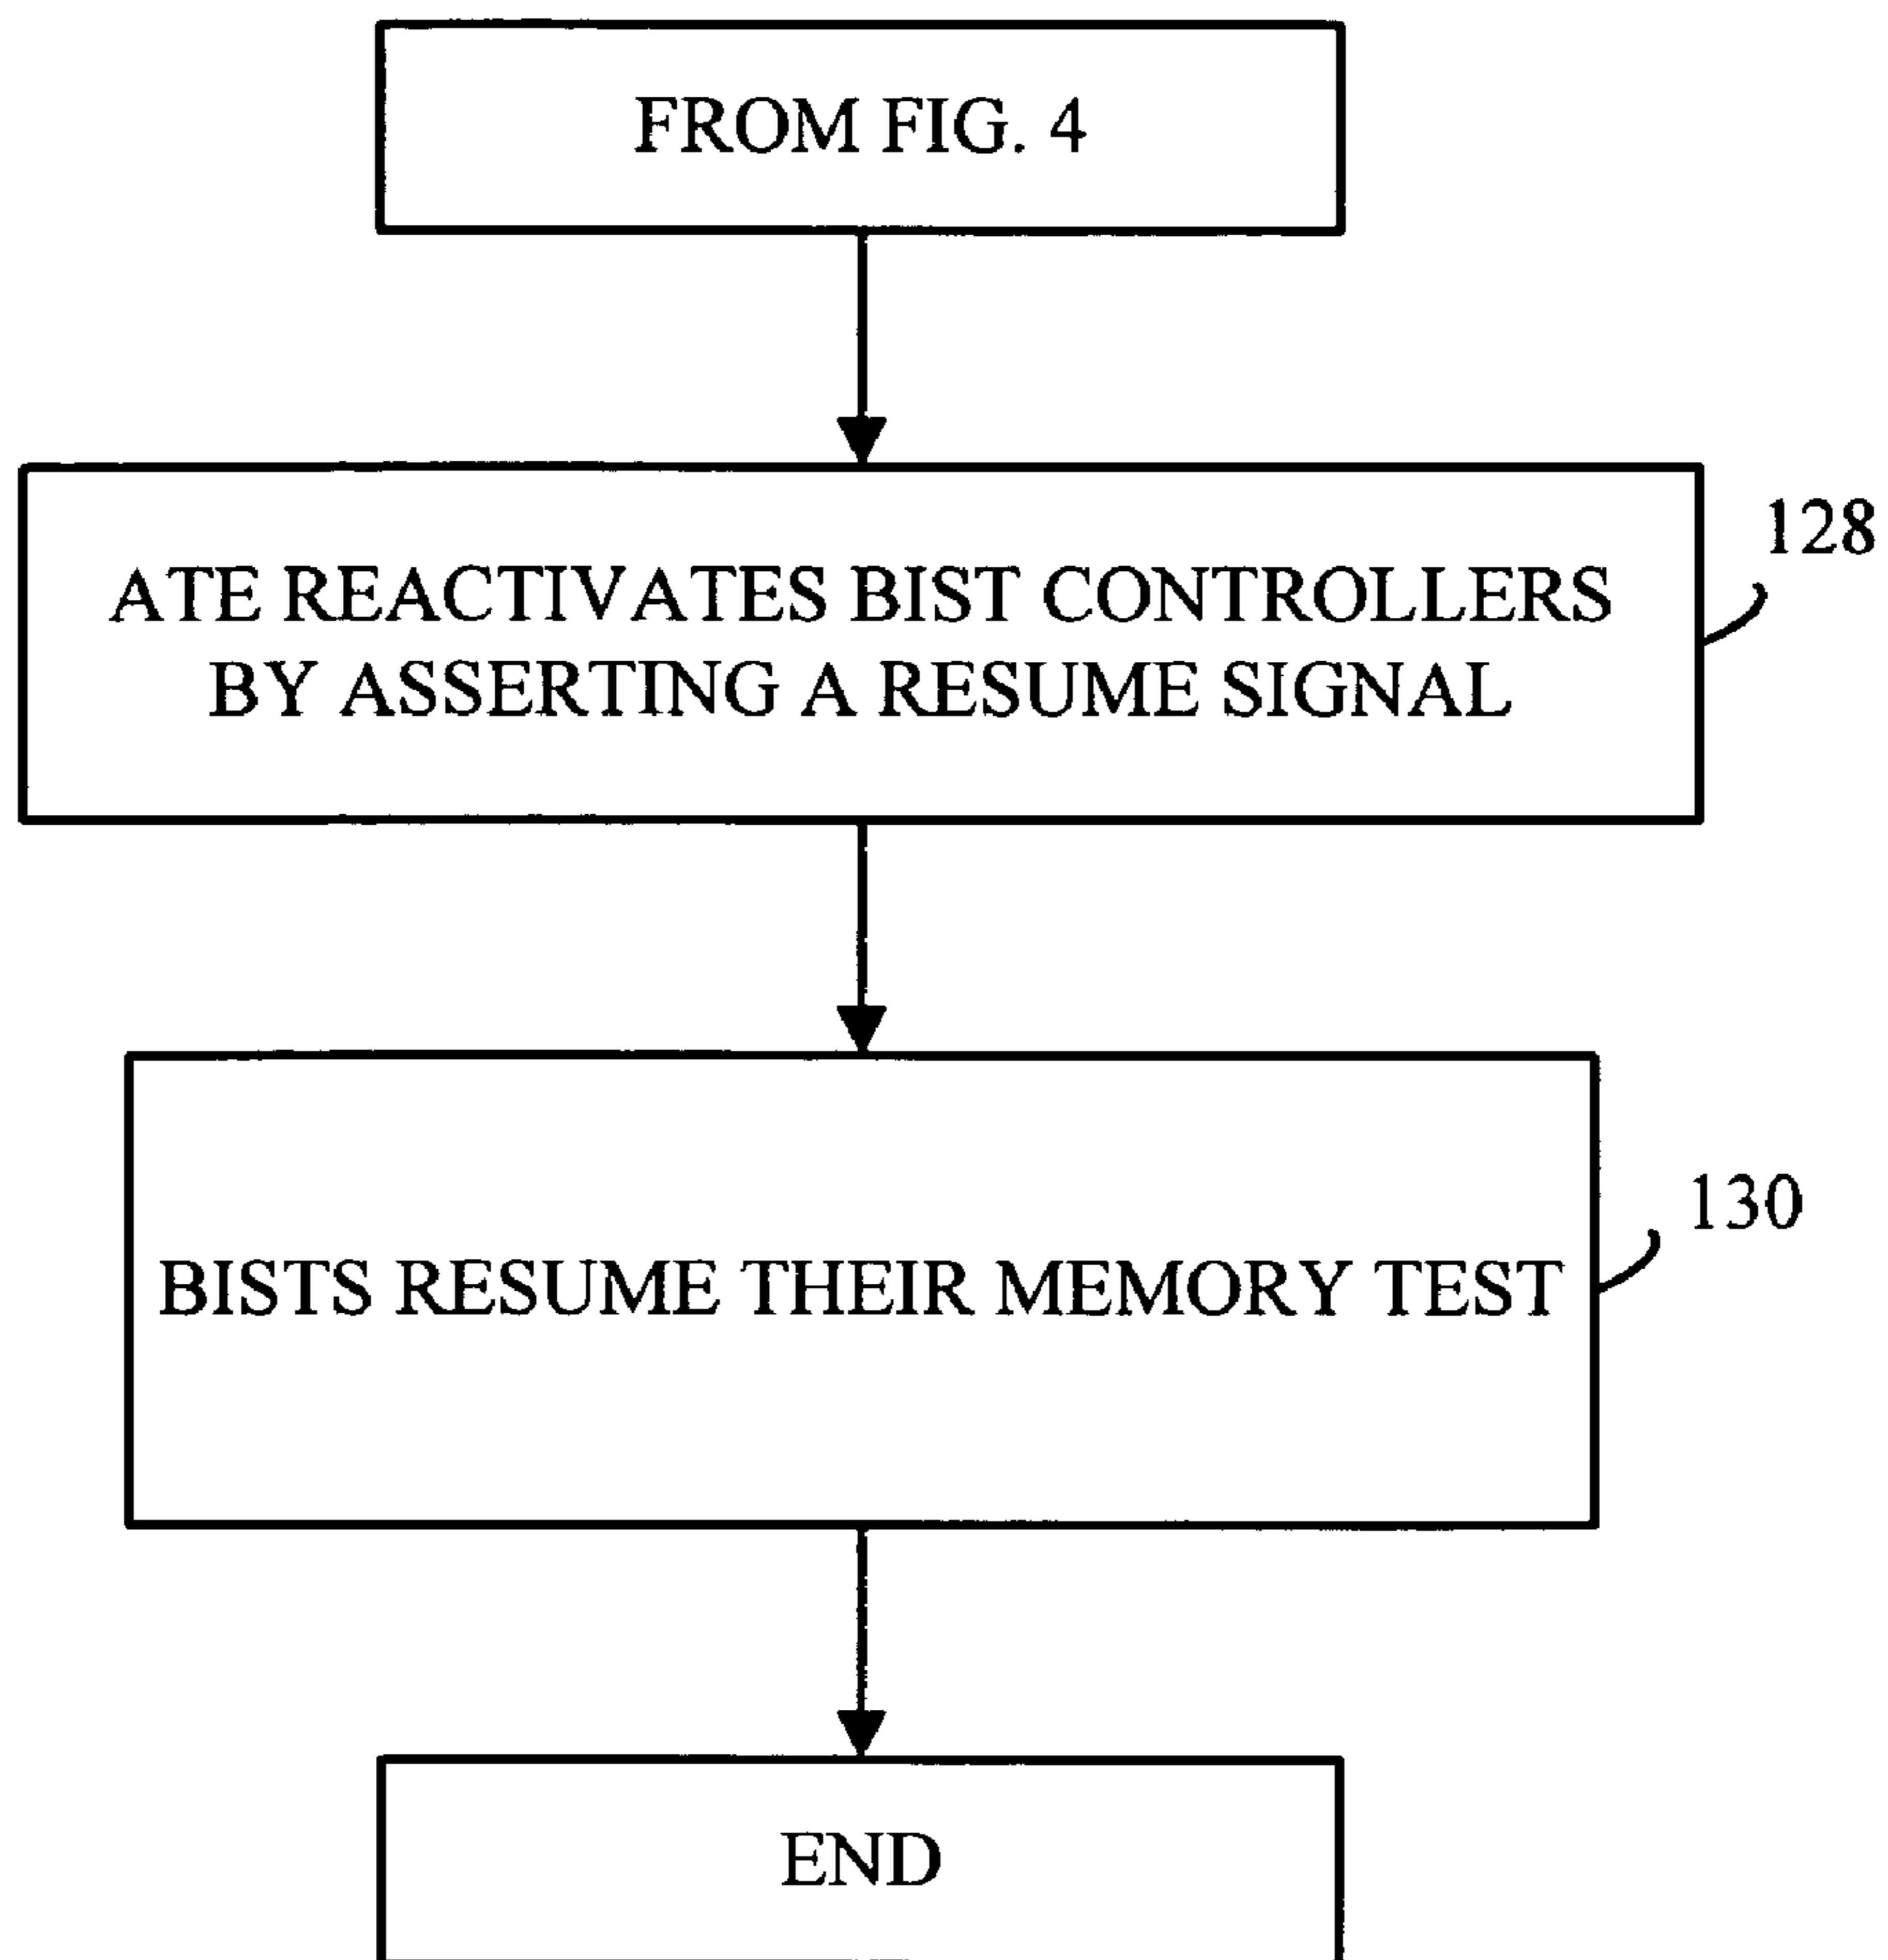 FROM FIG. 4
128
ATE REACTIVATES BIST CONTROLLERS
BY ASSERTING A RESUME SIGNAL
130
BISTS RESUME THEIR MEMORY TEST
END